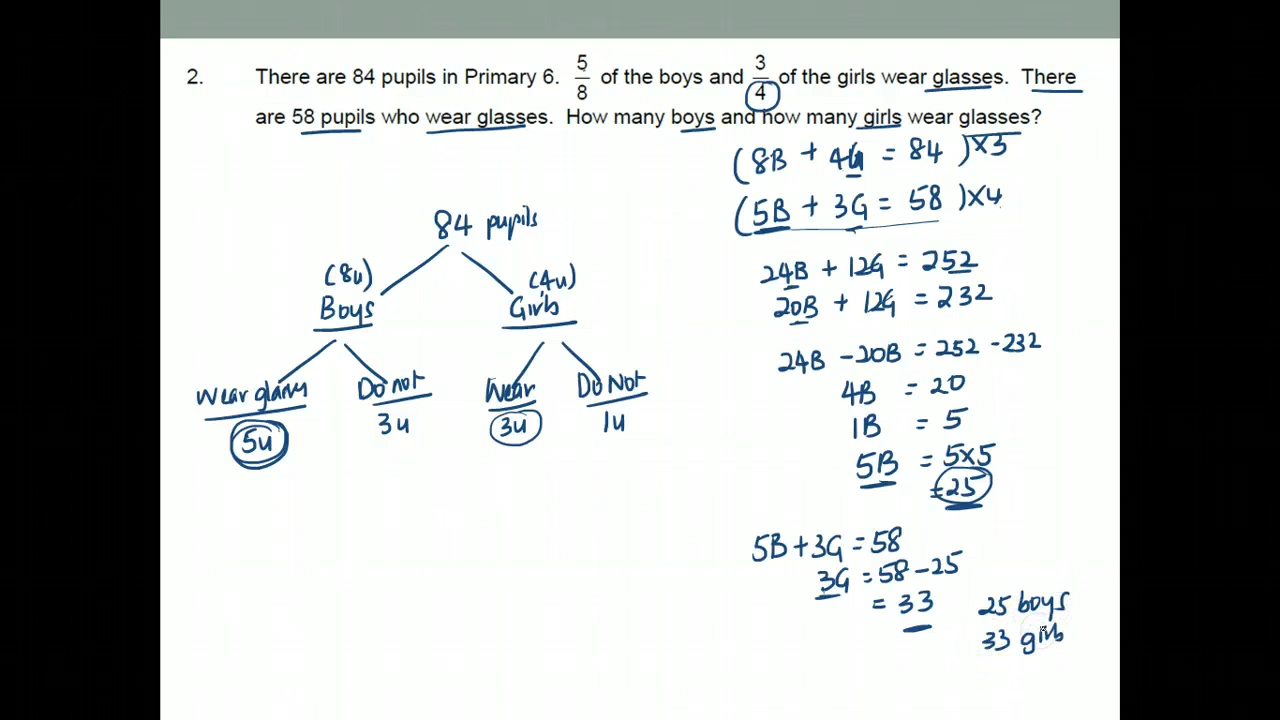 2. There are 84 pupils in Primary 6. 5/8 of the boys and 3/4 of the girls wear glasses. There
are 58 pupils who wear glasses. How many boys and how many girls wear glasses?
84 pupils
(8u) (4u)
Boys Girls
Wear glasses Do not Wear Do Not
5u 3u 3u 1u
(8B + 4G = 84 )×3
(5B + 3G = 58 )×4
24B + 12G = 252
20B + 12G = 232
24B - 20B = 252 - 232
4B = 20
1B = 5
5B = 5×5
= 25
5B + 3G = 58
3G = 58 - 25
= 33
25 boys
33 girls